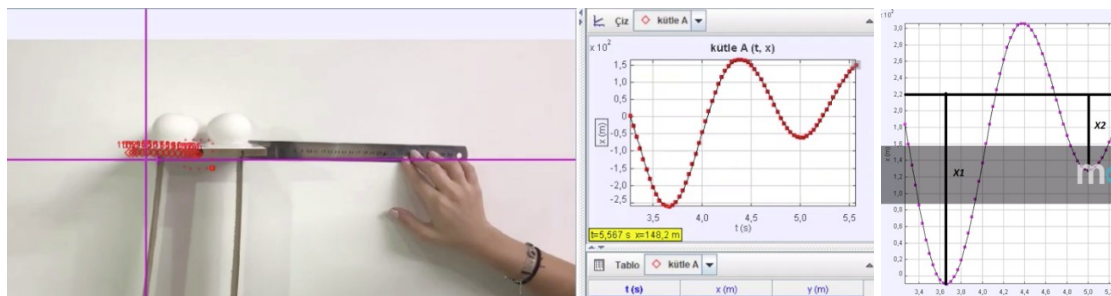 Çiz kütle A
x 10²
kütle A (t, x)
1,5
1,0
0,5
0,0
-0,5
-1,0
-1,5
-2,0
-2,5
x (m)
3,5 4,0 4,5 5,0 5,5
t (s)
t=5,567 s x=148,2 m
Tablo kütle A
t (s) x (m) y (m)
x 10²
3,0
2,8
2,6
2,4
2,2
2,0
1,8
1,6
1,4
1,2
1,0
0,8
0,6
0,4
0,2
0
X1
X2
3,4 3,6 3,8 4,0 4,2 4,4 4,6 4,8 5,0